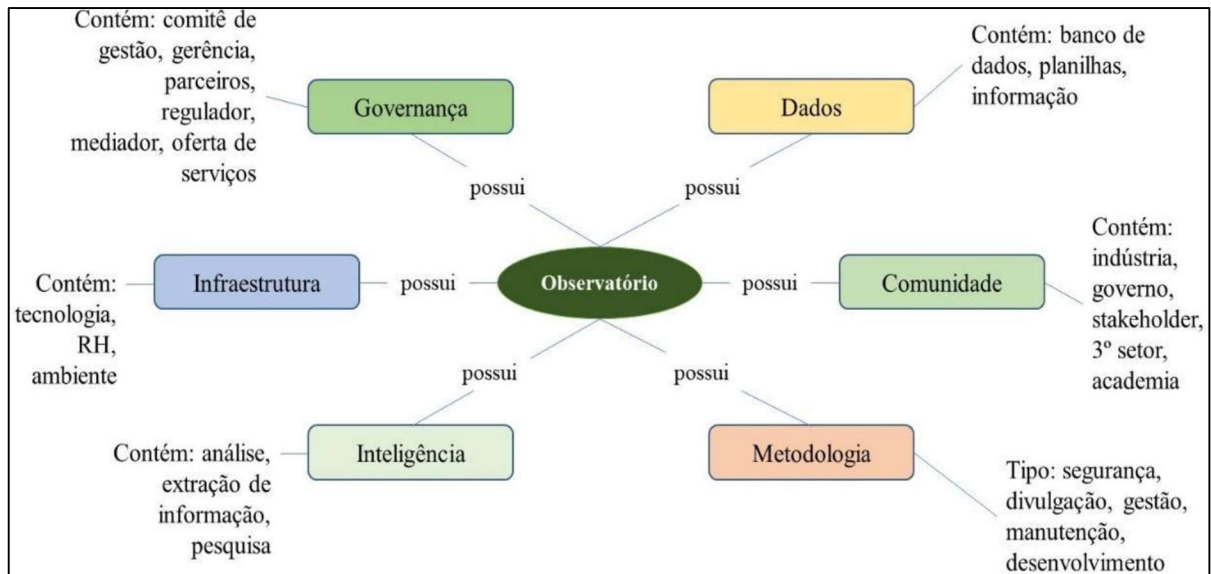 Contém: comitê de
gestão, gerência,
parceiros,
regulador,
mediador, oferta de
serviços
Governança
Dados
Contém: banco de
dados, planilhas,
informação
possui
possui
Contém:
tecnologia,
RH,
ambiente
Infraestrutura
possui
Observatório
possui
Comunidade
Contém:
indústria,
governo,
stakeholder,
3º setor,
academia
possui
possui
Contém: análise,
extração de
informação,
pesquisa
Inteligência
Metodologia
Tipo: segurança,
divulgação, gestão,
manutenção,
desenvolvimento